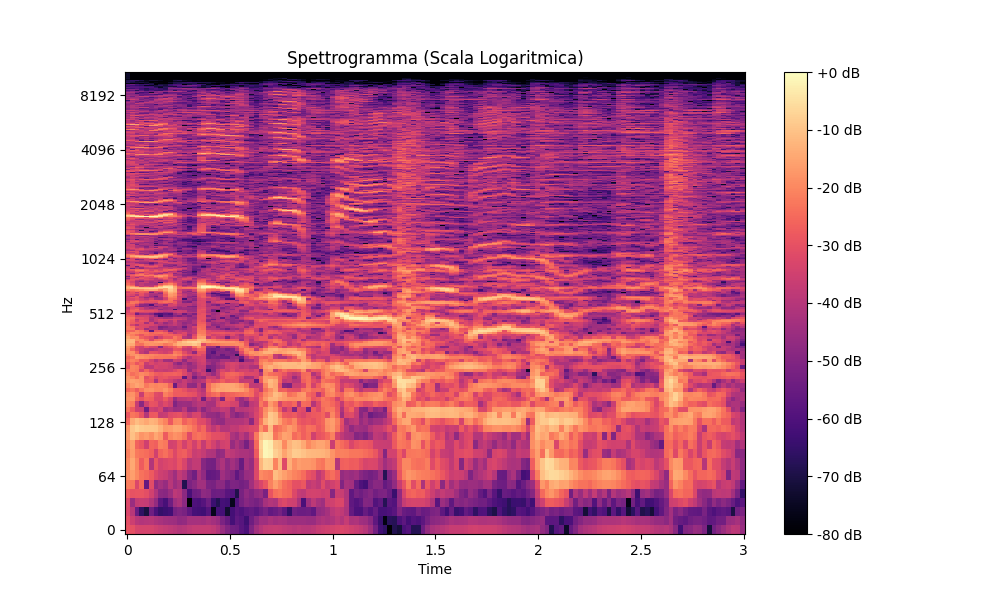 Spettrogramma (Scala Logaritmica)
Hz
8192
4096
2048
1024
512
256
128
64
0
0
0.5
1
1.5
2
2.5
3
Time
+0 dB
-10 dB
-20 dB
-30 dB
-40 dB
-50 dB
-60 dB
-70 dB
-80 dB